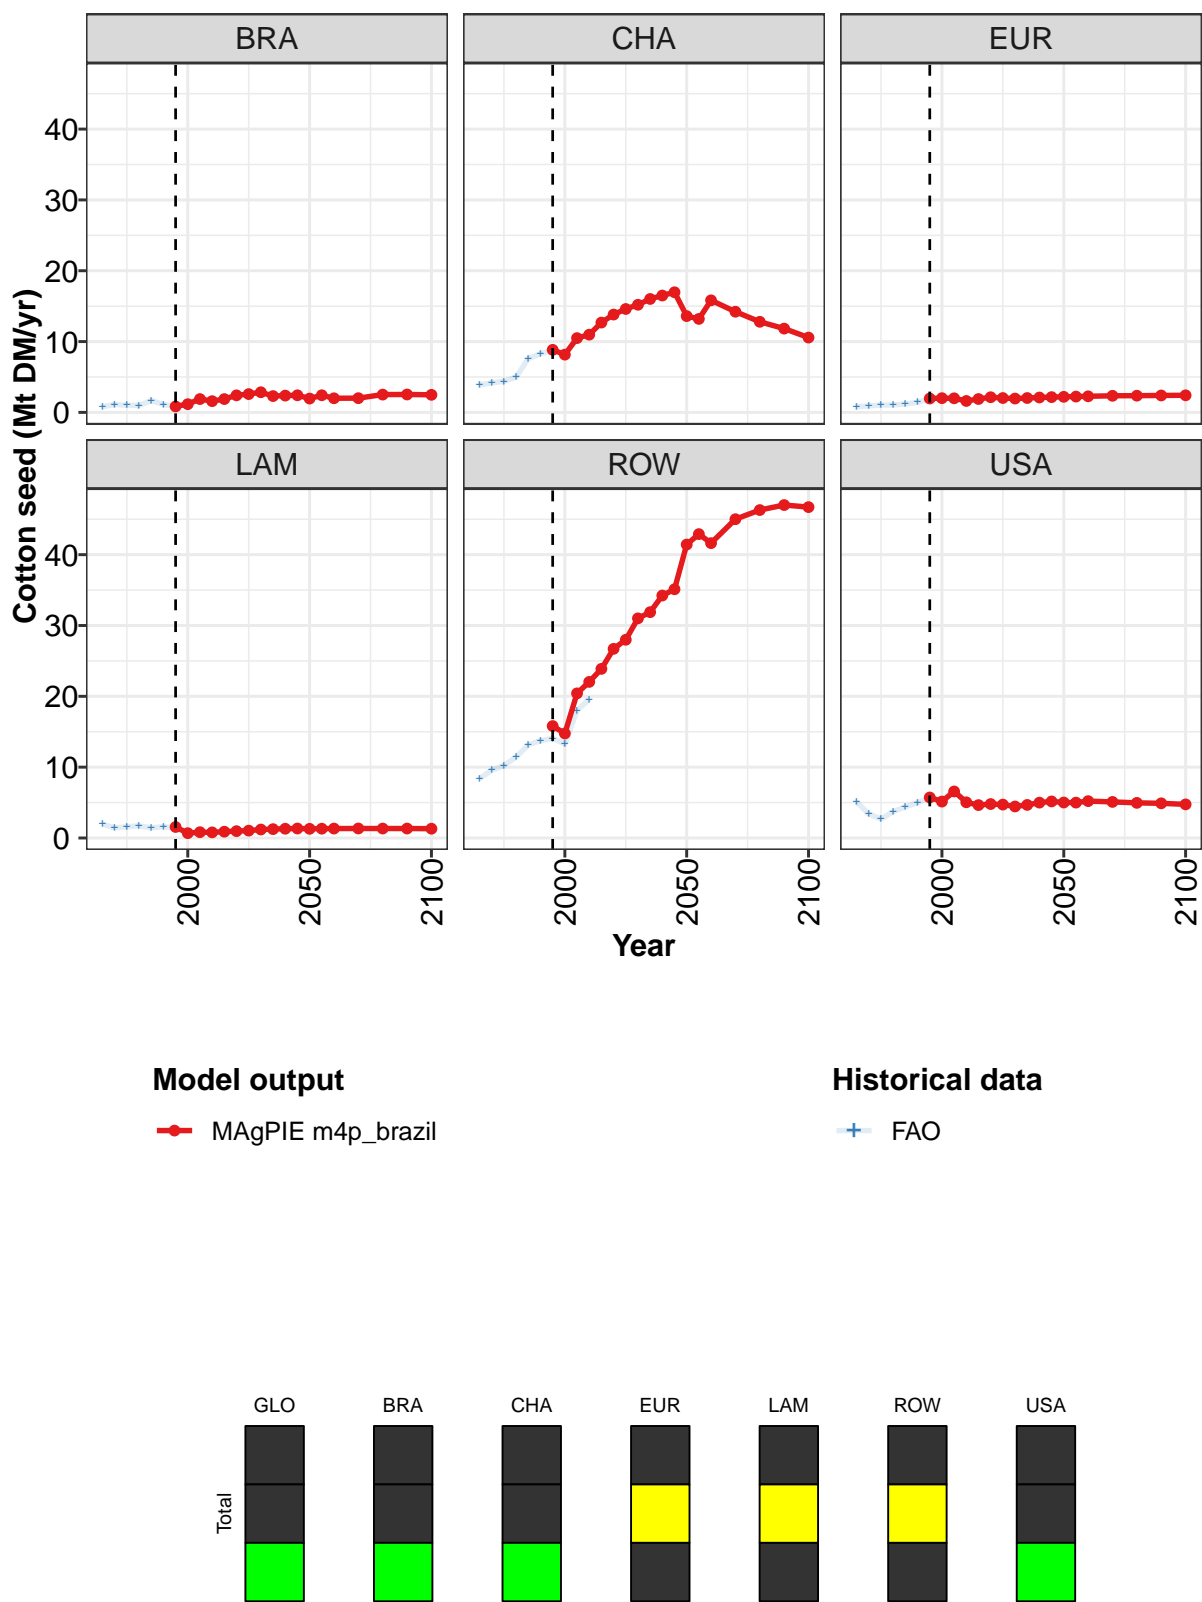 BRA CHA EUR
40
30
20
10
0
LAM ROW USA
40
30
20
10
0
Cotton seed (Mt DM/yr)
2000 2050 2100 2000 2050 2100 2000 2050 2100
Year
Model output Historical data
MAgPIE m4p_brazil FAO
GLO BRA CHA EUR LAM ROW USA
Total